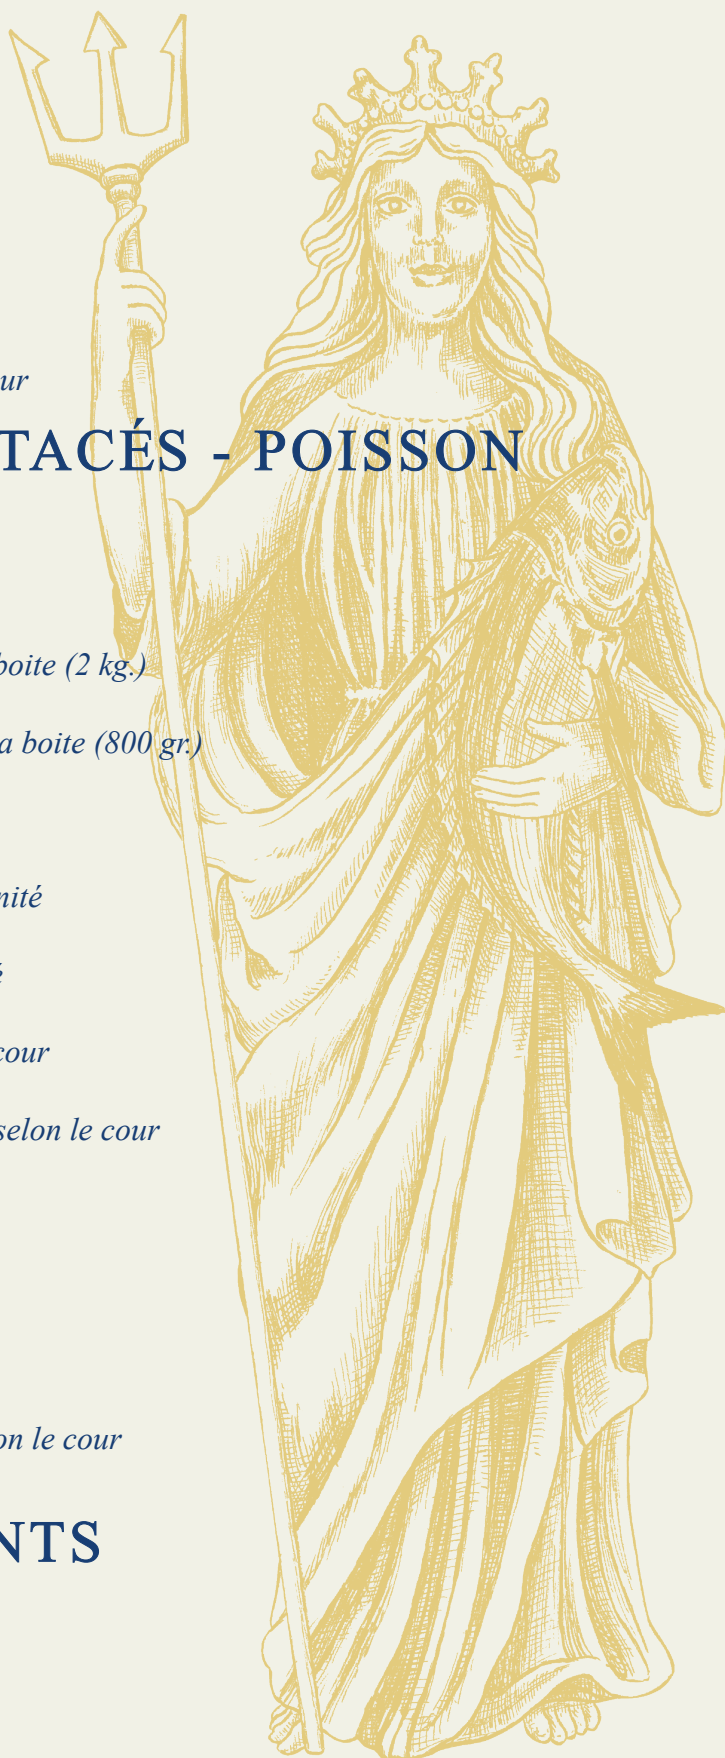 ur
TACÉS - POISSON
boite (2 kg.)
a boite (800 gr.)
nité
é
cour
selon le cour
on le cour
NTS